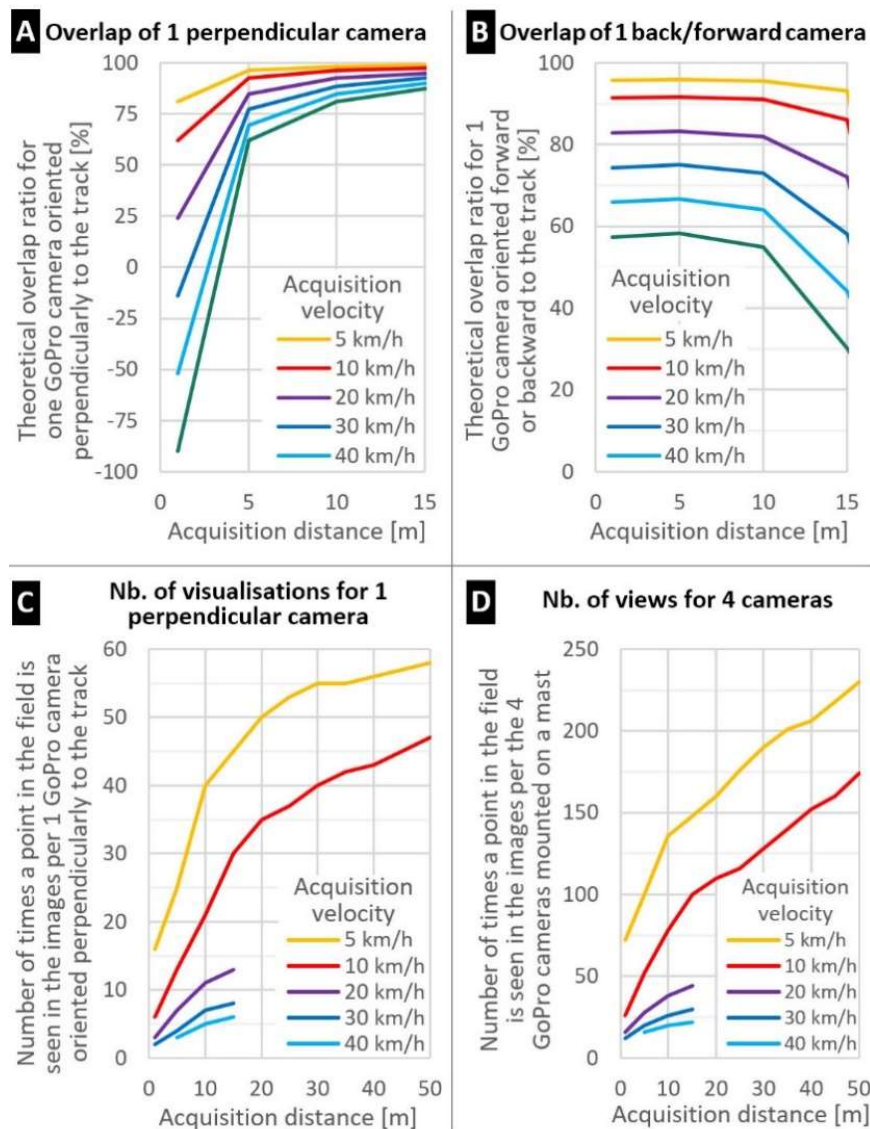 A Overlap of 1 perpendicular camera
Theoretical overlap ratio for
one GoPro camera oriented
perpendicularly to the track [%]
100
75
50
25
0
-25
-50
-75
-100
Acquisition
velocity
5 km/h
10 km/h
20 km/h
30 km/h
40 km/h
0 5 10 15
Acquisition distance [m]
B Overlap of 1 back/forward camera
Theoretical overlap ratio for 1
GoPro camera oriented forward
or backward to the track [%]
100
80
60
40
20
0
Acquisition
velocity
5 km/h
10 km/h
20 km/h
30 km/h
40 km/h
0 5 10 15
Acquisition distance [m]
C Nb. of visualisations for 1
perpendicular camera
Number of times a point in the field is
seen in the images per 1 GoPro camera
oriented perpendicularly to the track
60
50
40
30
20
10
0
Acquisition
velocity
5 km/h
10 km/h
20 km/h
30 km/h
40 km/h
0 10 20 30 40 50
Acquisition distance [m]
D Nb. of views for 4 cameras
Number of times a point in the field
is seen in the images per the 4
GoPro cameras mounted on a mast
250
200
150
100
50
0
Acquisition
velocity
5 km/h
10 km/h
20 km/h
30 km/h
40 km/h
0 10 20 30 40 50
Acquisition distance [m]